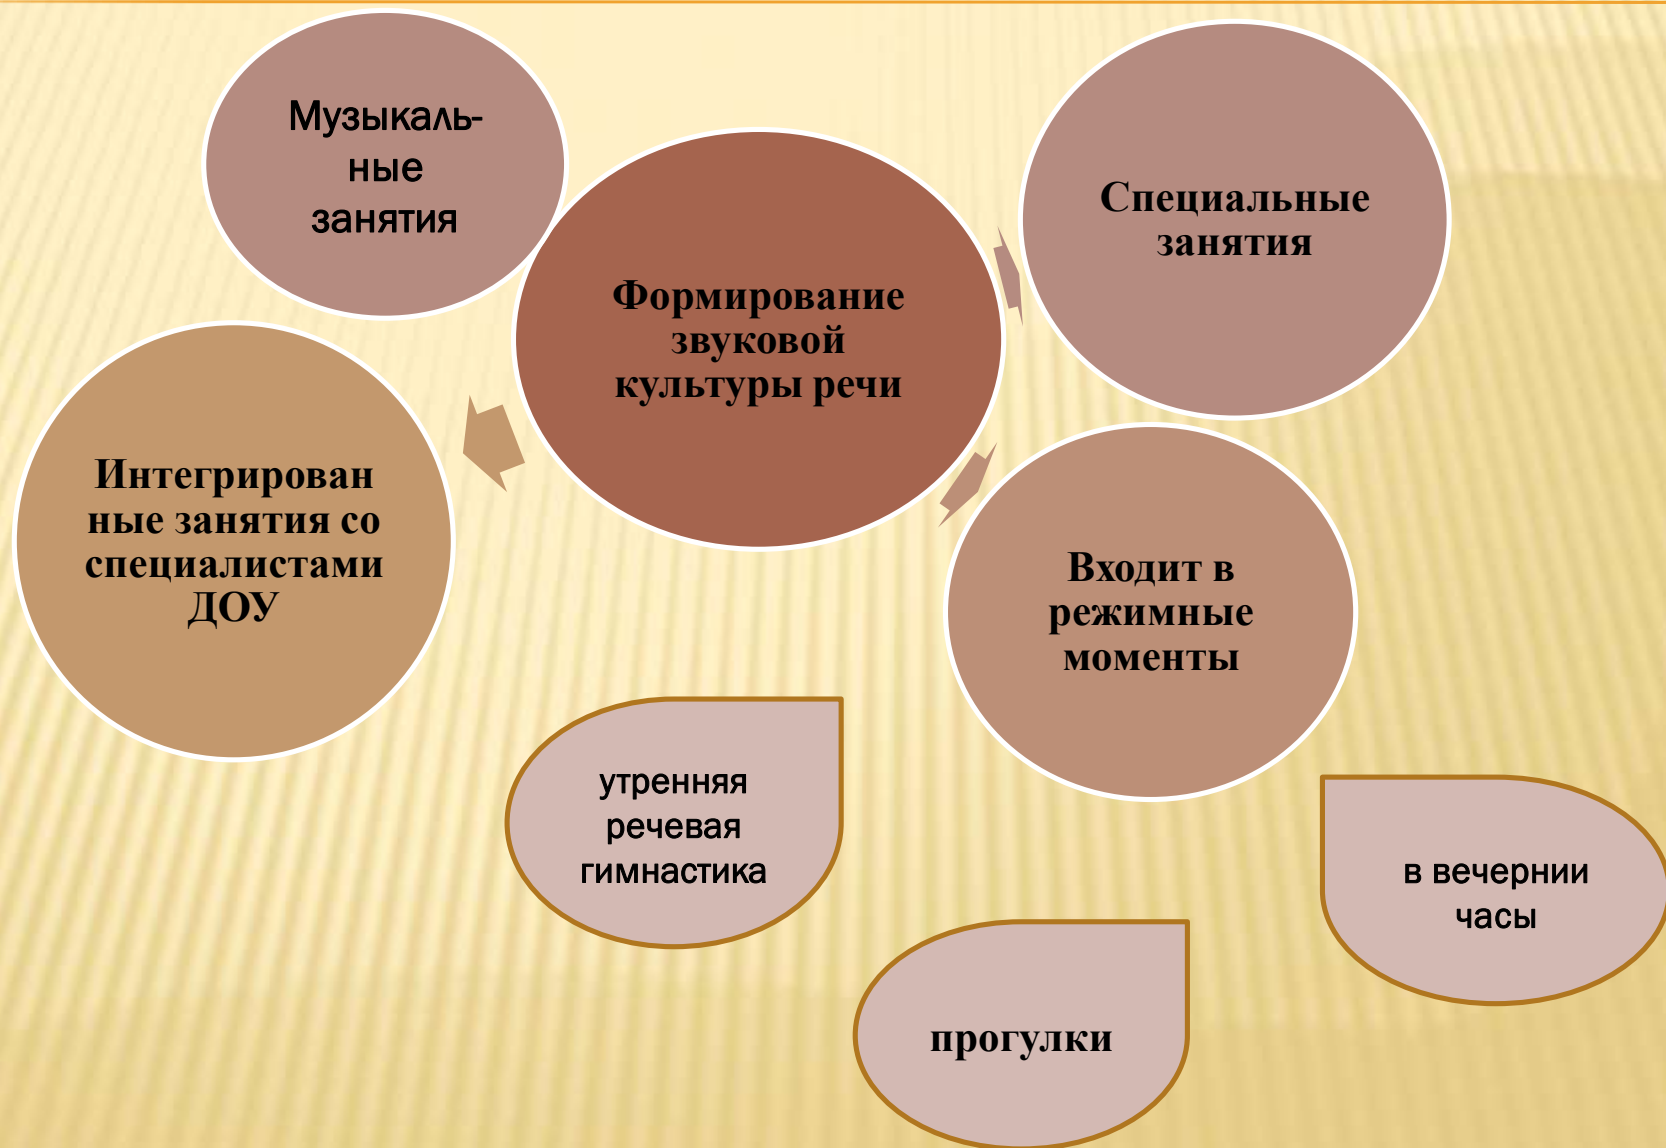 Музыкаль-
ные
занятия
Специальные
занятия
Формирование
звуковой
культуры речи
Интегрирован
ные занятия со
специалистами
ДОУ
Входит в
режимные
моменты
утренняя
речевая
гимнастика
в вечернии
часы
прогулки